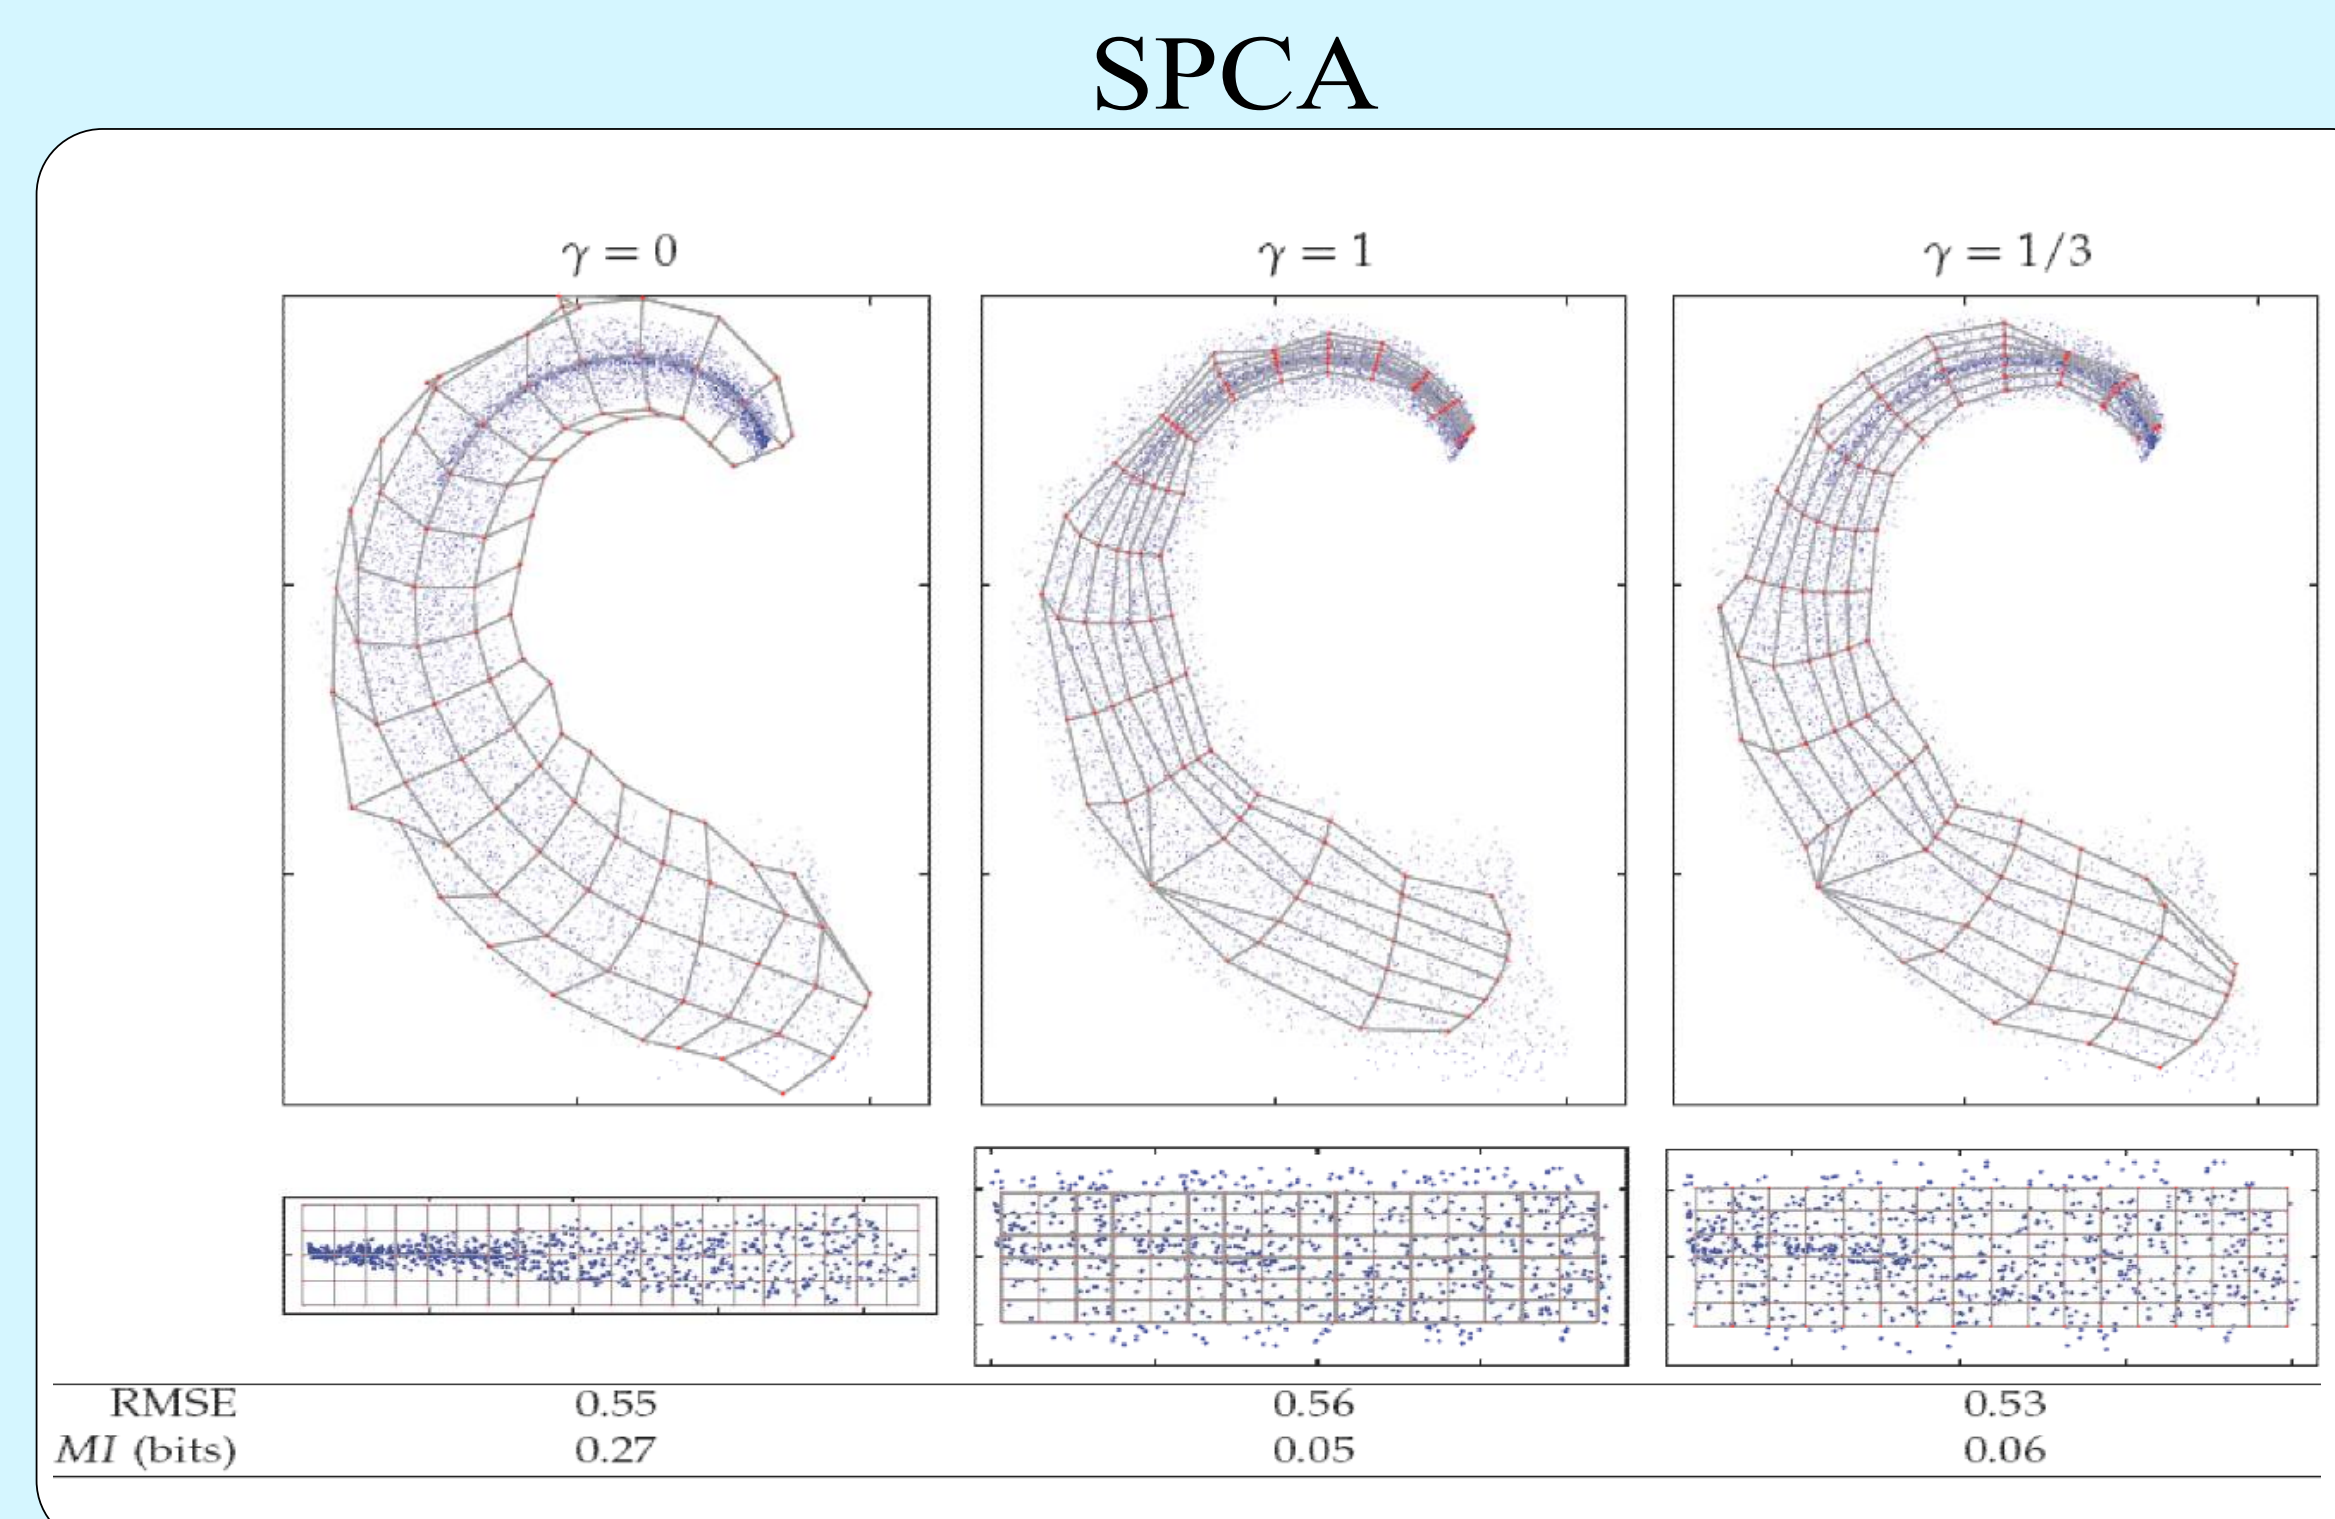 SPCA
γ = 0 γ = 1 γ = 1/3
RMSE 0.55 0.56 0.53
MI (bits) 0.27 0.05 0.06